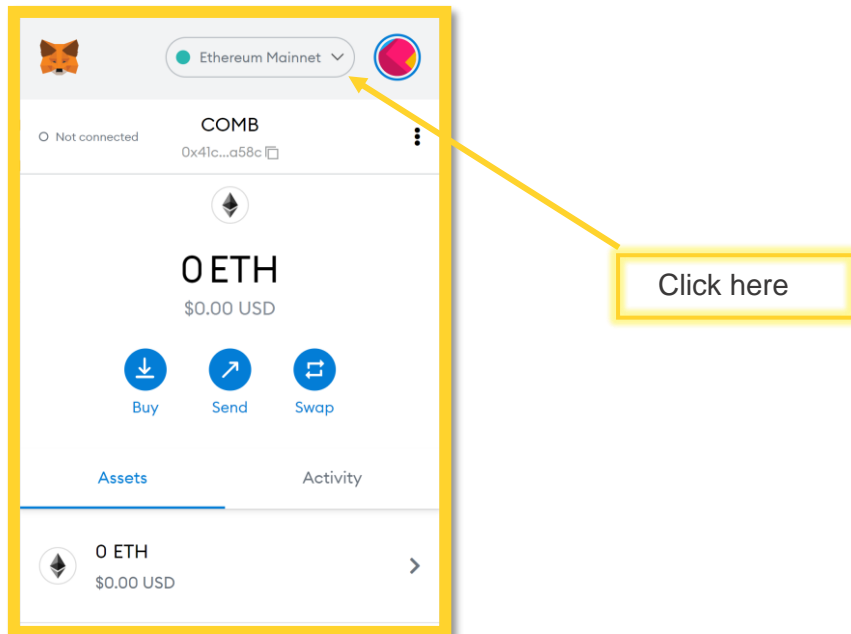 Ethereum Mainnet
Not connected
COMB
0x41c...a58c
0 ETH
$0.00 USD
Buy Send Swap
Assets Activity
0 ETH
$0.00 USD
Click here